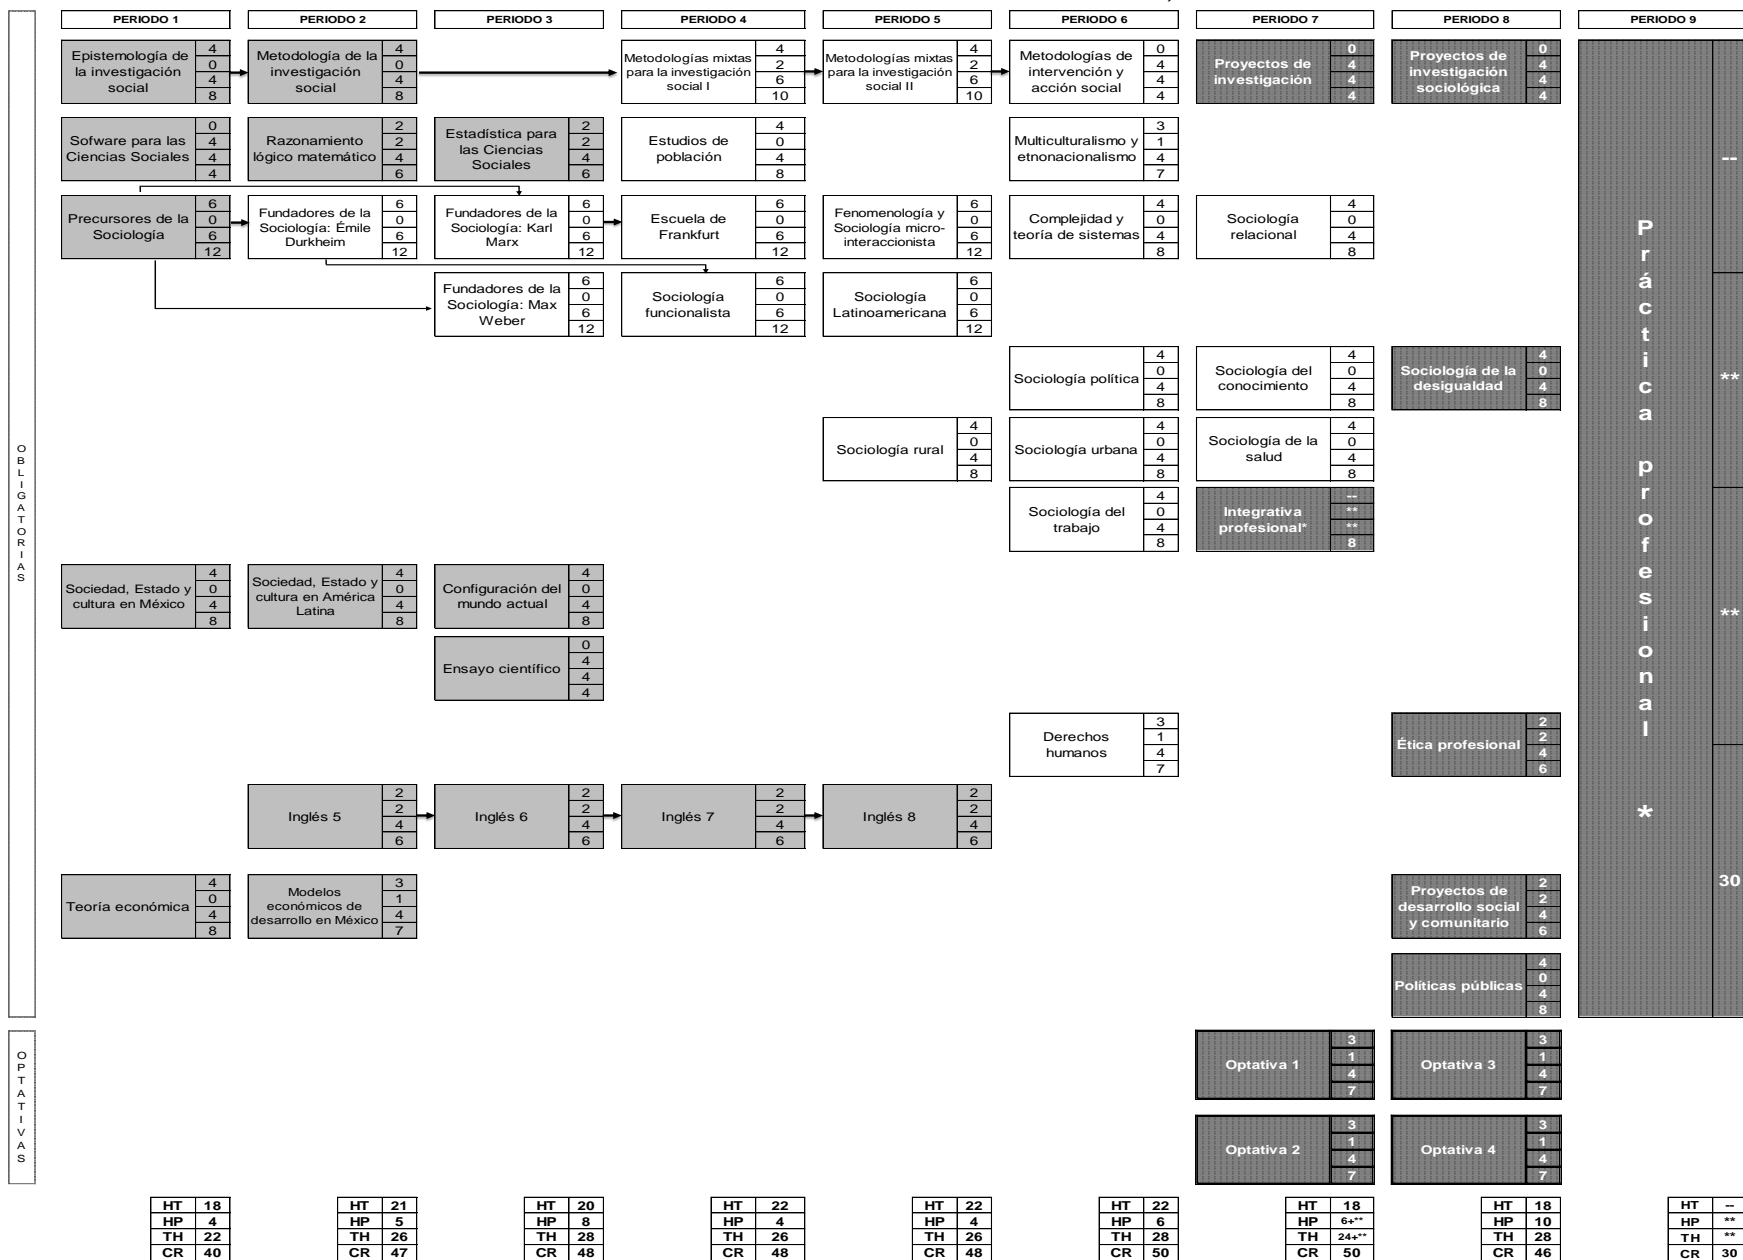 PERIODO 1
PERIODO 2
PERIODO 3
PERIODO 4
PERIODO 5
PERIODO 6
PERIODO 7
PERIODO 8
PERIODO 9
OBLIGATORIAS
Epistemología de
la investigación
social
4
0
4
8
Metodología de la
investigación
social
4
0
4
8
Metodologías mixtas
para la investigación
social I
4
2
6
10
Metodologías mixtas
para la investigación
social II
4
2
6
10
Metodologías de
intervención y
acción social
0
4
4
4
Proyectos de
investigación
0
4
4
4
Proyectos de
investigación
sociológica
0
4
4
4
Práctica profesional *
--
**
**
30
Sofware para las
Ciencias Sociales
0
4
4
4
Razonamiento
lógico matemático
2
2
4
6
Estadística para
las Ciencias
Sociales
2
2
4
6
Estudios de
población
4
0
4
8
Multiculturalismo y
etnonacionalismo
3
1
4
7
Precursores de la
Sociología
6
0
6
12
Fundadores de la
Sociología: Émile
Durkheim
6
0
6
12
Fundadores de la
Sociología: Karl
Marx
6
0
6
12
Escuela de
Frankfurt
6
0
6
12
Fenomenología y
Sociología micro-
interaccionista
6
0
6
12
Complejidad y
teoría de sistemas
4
0
4
8
Sociología
relacional
4
0
4
8
Fundadores de la
Sociología: Max
Weber
6
0
6
12
Sociología
funcionalista
6
0
6
12
Sociología
Latinoamericana
6
0
6
12
Sociología política
4
0
4
8
Sociología del
conocimiento
4
0
4
8
Sociología de la
desigualdad
4
0
4
8
Sociología rural
4
0
4
8
Sociología urbana
4
0
4
8
Sociología de la
salud
4
0
4
8
Sociología del
trabajo
4
0
4
8
Integrativa
profesional*
--
**
**
8
Sociedad, Estado y
cultura en México
4
0
4
8
Sociedad, Estado y
cultura en América
Latina
4
0
4
8
Configuración del
mundo actual
4
0
4
8
Ensayo científico
0
4
4
4
Derechos
humanos
3
1
4
7
Ética profesional
2
2
4
6
Inglés 5
2
2
4
6
Inglés 6
2
2
4
6
Inglés 7
2
2
4
6
Inglés 8
2
2
4
6
Teoría económica
4
0
4
8
Modelos
económicos de
desarrollo en México
3
1
4
7
Proyectos de
desarrollo social
y comunitario
2
2
4
6
Políticas públicas
4
0
4
8
OPTATIVAS
Optativa 1
3
1
4
7
Optativa 3
3
1
4
7
Optativa 2
3
1
4
7
Optativa 4
3
1
4
7
HT 18
HP 4
TH 22
CR 40
HT 21
HP 5
TH 26
CR 47
HT 20
HP 8
TH 28
CR 48
HT 22
HP 4
TH 26
CR 48
HT 22
HP 4
TH 26
CR 48
HT 22
HP 6
TH 28
CR 50
HT 18
HP 6+**
TH 24+**
CR 50
HT 18
HP 10
TH 28
CR 46
HT --
HP **
TH **
CR 30